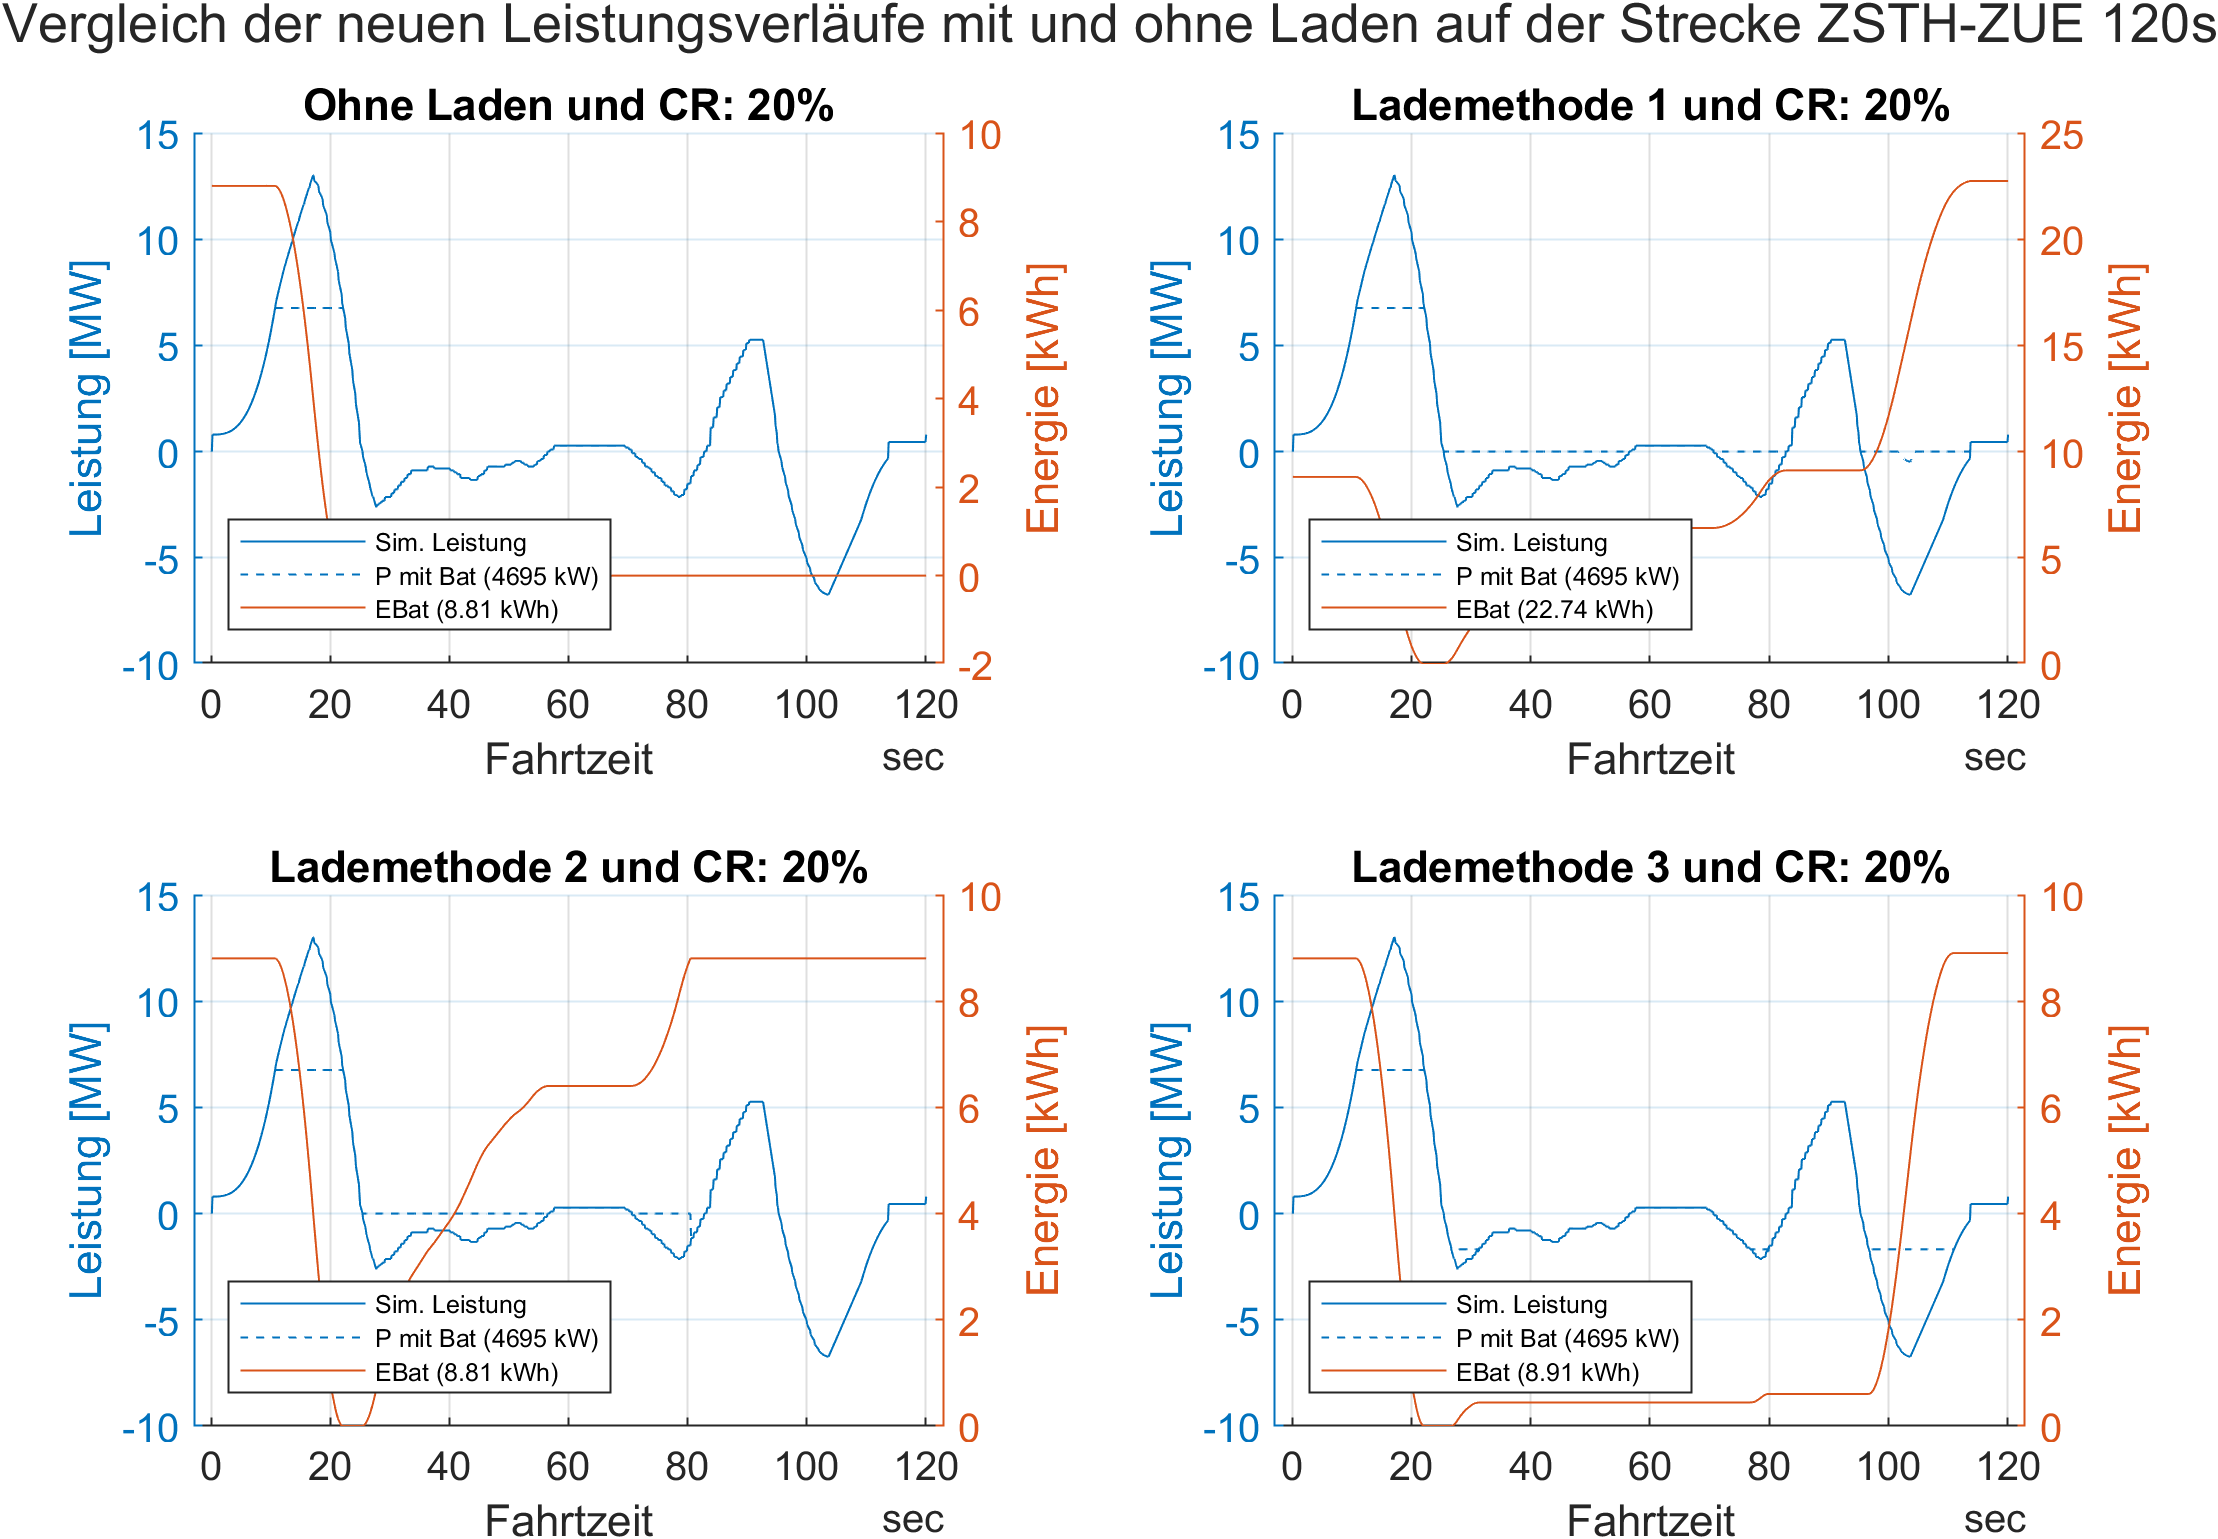 Vergleich der neuen Leistungsverläufe mit und ohne Laden auf der Strecke ZSTH-ZUE 120s
Ohne Laden und CR: 20%
15
10
5
0
-5
-10
Leistung [MW]
10
8
6
4
2
0
-2
Energie [kWh]
Sim. Leistung
P mit Bat (4695 kW)
EBat (8.81 kWh)
0 20 40 60 80 100 120
Fahrtzeit sec
Lademethode 1 und CR: 20%
15
10
5
0
-5
-10
Leistung [MW]
25
20
15
10
5
0
Energie [kWh]
Sim. Leistung
P mit Bat (4695 kW)
EBat (22.74 kWh)
0 20 40 60 80 100 120
Fahrtzeit sec
Lademethode 2 und CR: 20%
15
10
5
0
-5
-10
Leistung [MW]
10
8
6
4
2
0
Energie [kWh]
Sim. Leistung
P mit Bat (4695 kW)
EBat (8.81 kWh)
0 20 40 60 80 100 120
Fahrtzeit sec
Lademethode 3 und CR: 20%
15
10
5
0
-5
-10
Leistung [MW]
10
8
6
4
2
0
Energie [kWh]
Sim. Leistung
P mit Bat (4695 kW)
EBat (8.91 kWh)
0 20 40 60 80 100 120
Fahrtzeit sec